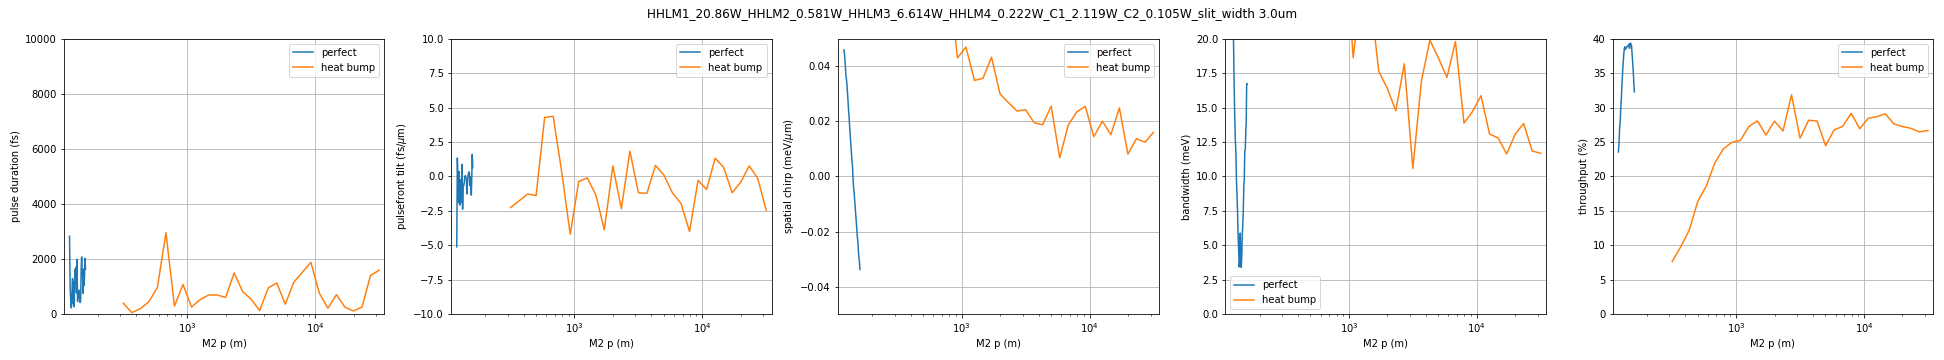 HHLM1_20.86W_HHLM2_0.581W_HHLM3_6.614W_HHLM4_0.222W_C1_2.119W_C2_0.105W_slit_width 3.0um
pulse duration (fs)
10000
8000
6000
4000
2000
0
perfect
heat bump
10³
10⁴
M2 p (m)
pulsefront tilt (fs/μm)
10.0
7.5
5.0
2.5
0.0
−2.5
−5.0
−7.5
−10.0
perfect
heat bump
10³
10⁴
M2 p (m)
spatial chirp (meV/μm)
0.04
0.02
0.00
−0.02
−0.04
perfect
heat bump
10³
10⁴
M2 p (m)
bandwidth (meV)
20.0
17.5
15.0
12.5
10.0
7.5
5.0
2.5
0.0
perfect
heat bump
10³
10⁴
M2 p (m)
throughput (%)
40
35
30
25
20
15
10
5
0
perfect
heat bump
10³
10⁴
M2 p (m)